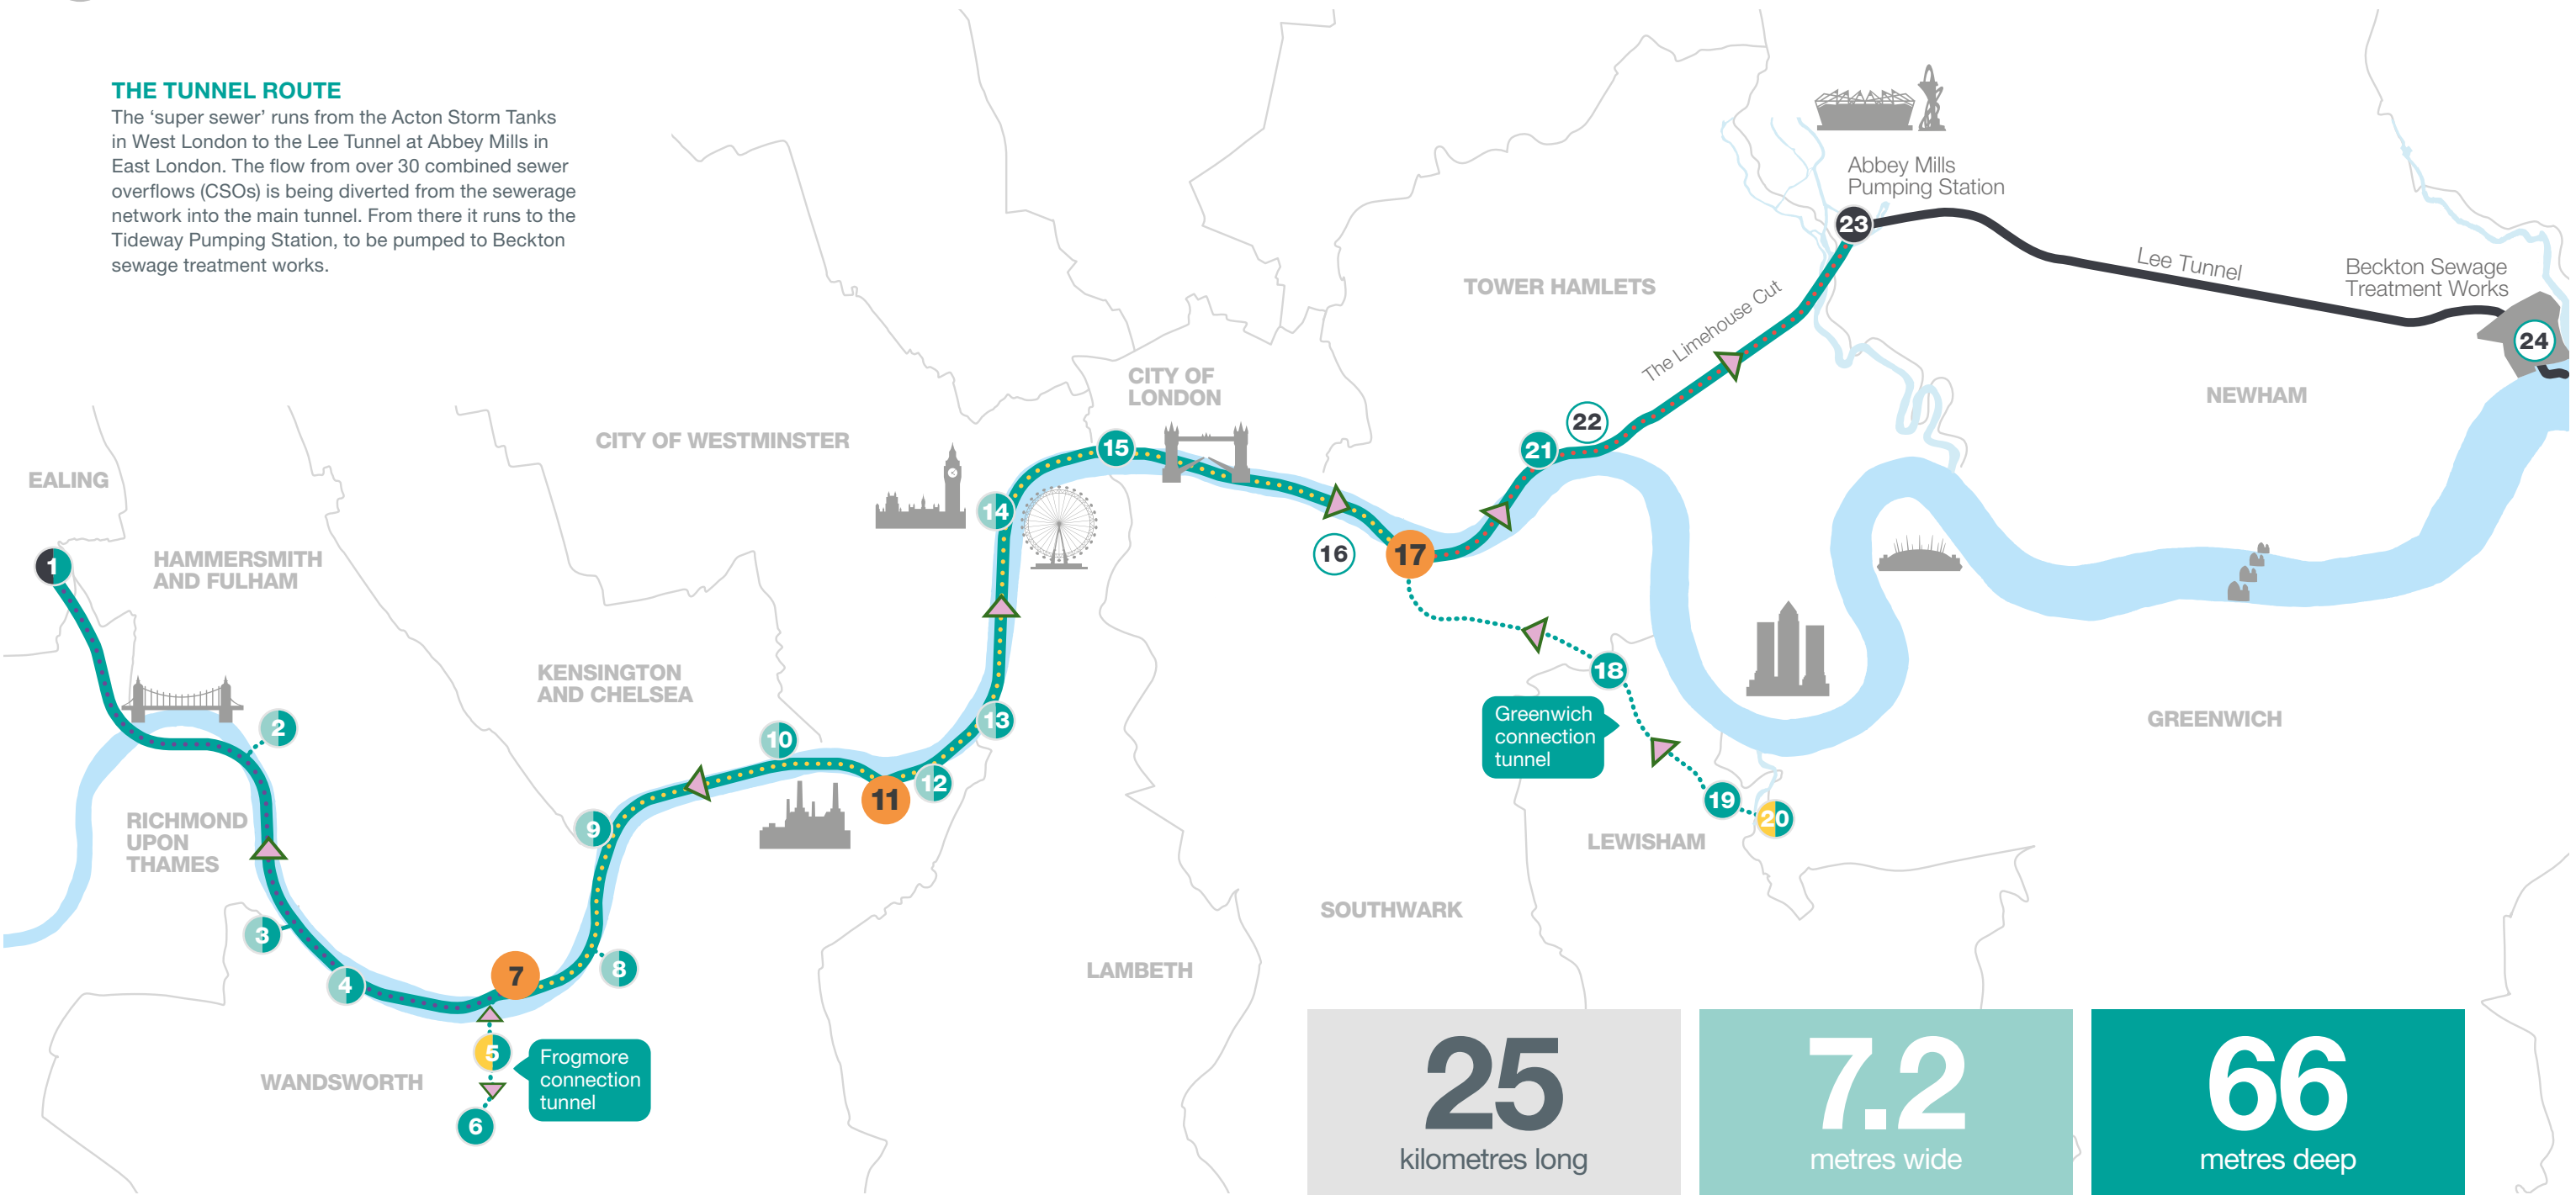 THE TUNNEL ROUTE
The ‘super sewer’ runs from the Acton Storm Tanks
in West London to the Lee Tunnel at Abbey Mills in
East London. The flow from over 30 combined sewer
overflows (CSOs) is being diverted from the sewerage
network into the main tunnel. From there it runs to the
Tideway Pumping Station, to be pumped to Beckton
sewage treatment works.
Abbey Mills
Pumping Station
23
Lee Tunnel
Beckton Sewage
Treatment Works
24
TOWER HAMLETS
The Limehouse Cut
NEWHAM
CITY OF
LONDON
CITY OF WESTMINSTER
22
21
15
EALING
14
16
17
1
HAMMERSMITH
AND FULHAM
KENSINGTON
AND CHELSEA
18
Greenwich
connection
tunnel
GREENWICH
2
10
13
12
11
19
20
RICHMOND
UPON
THAMES
9
LEWISHAM
SOUTHWARK
3
4
7
8
LAMBETH
5
Frogmore
connection
tunnel
WANDSWORTH
6
25
kilometres long
7.2
metres wide
66
metres deep